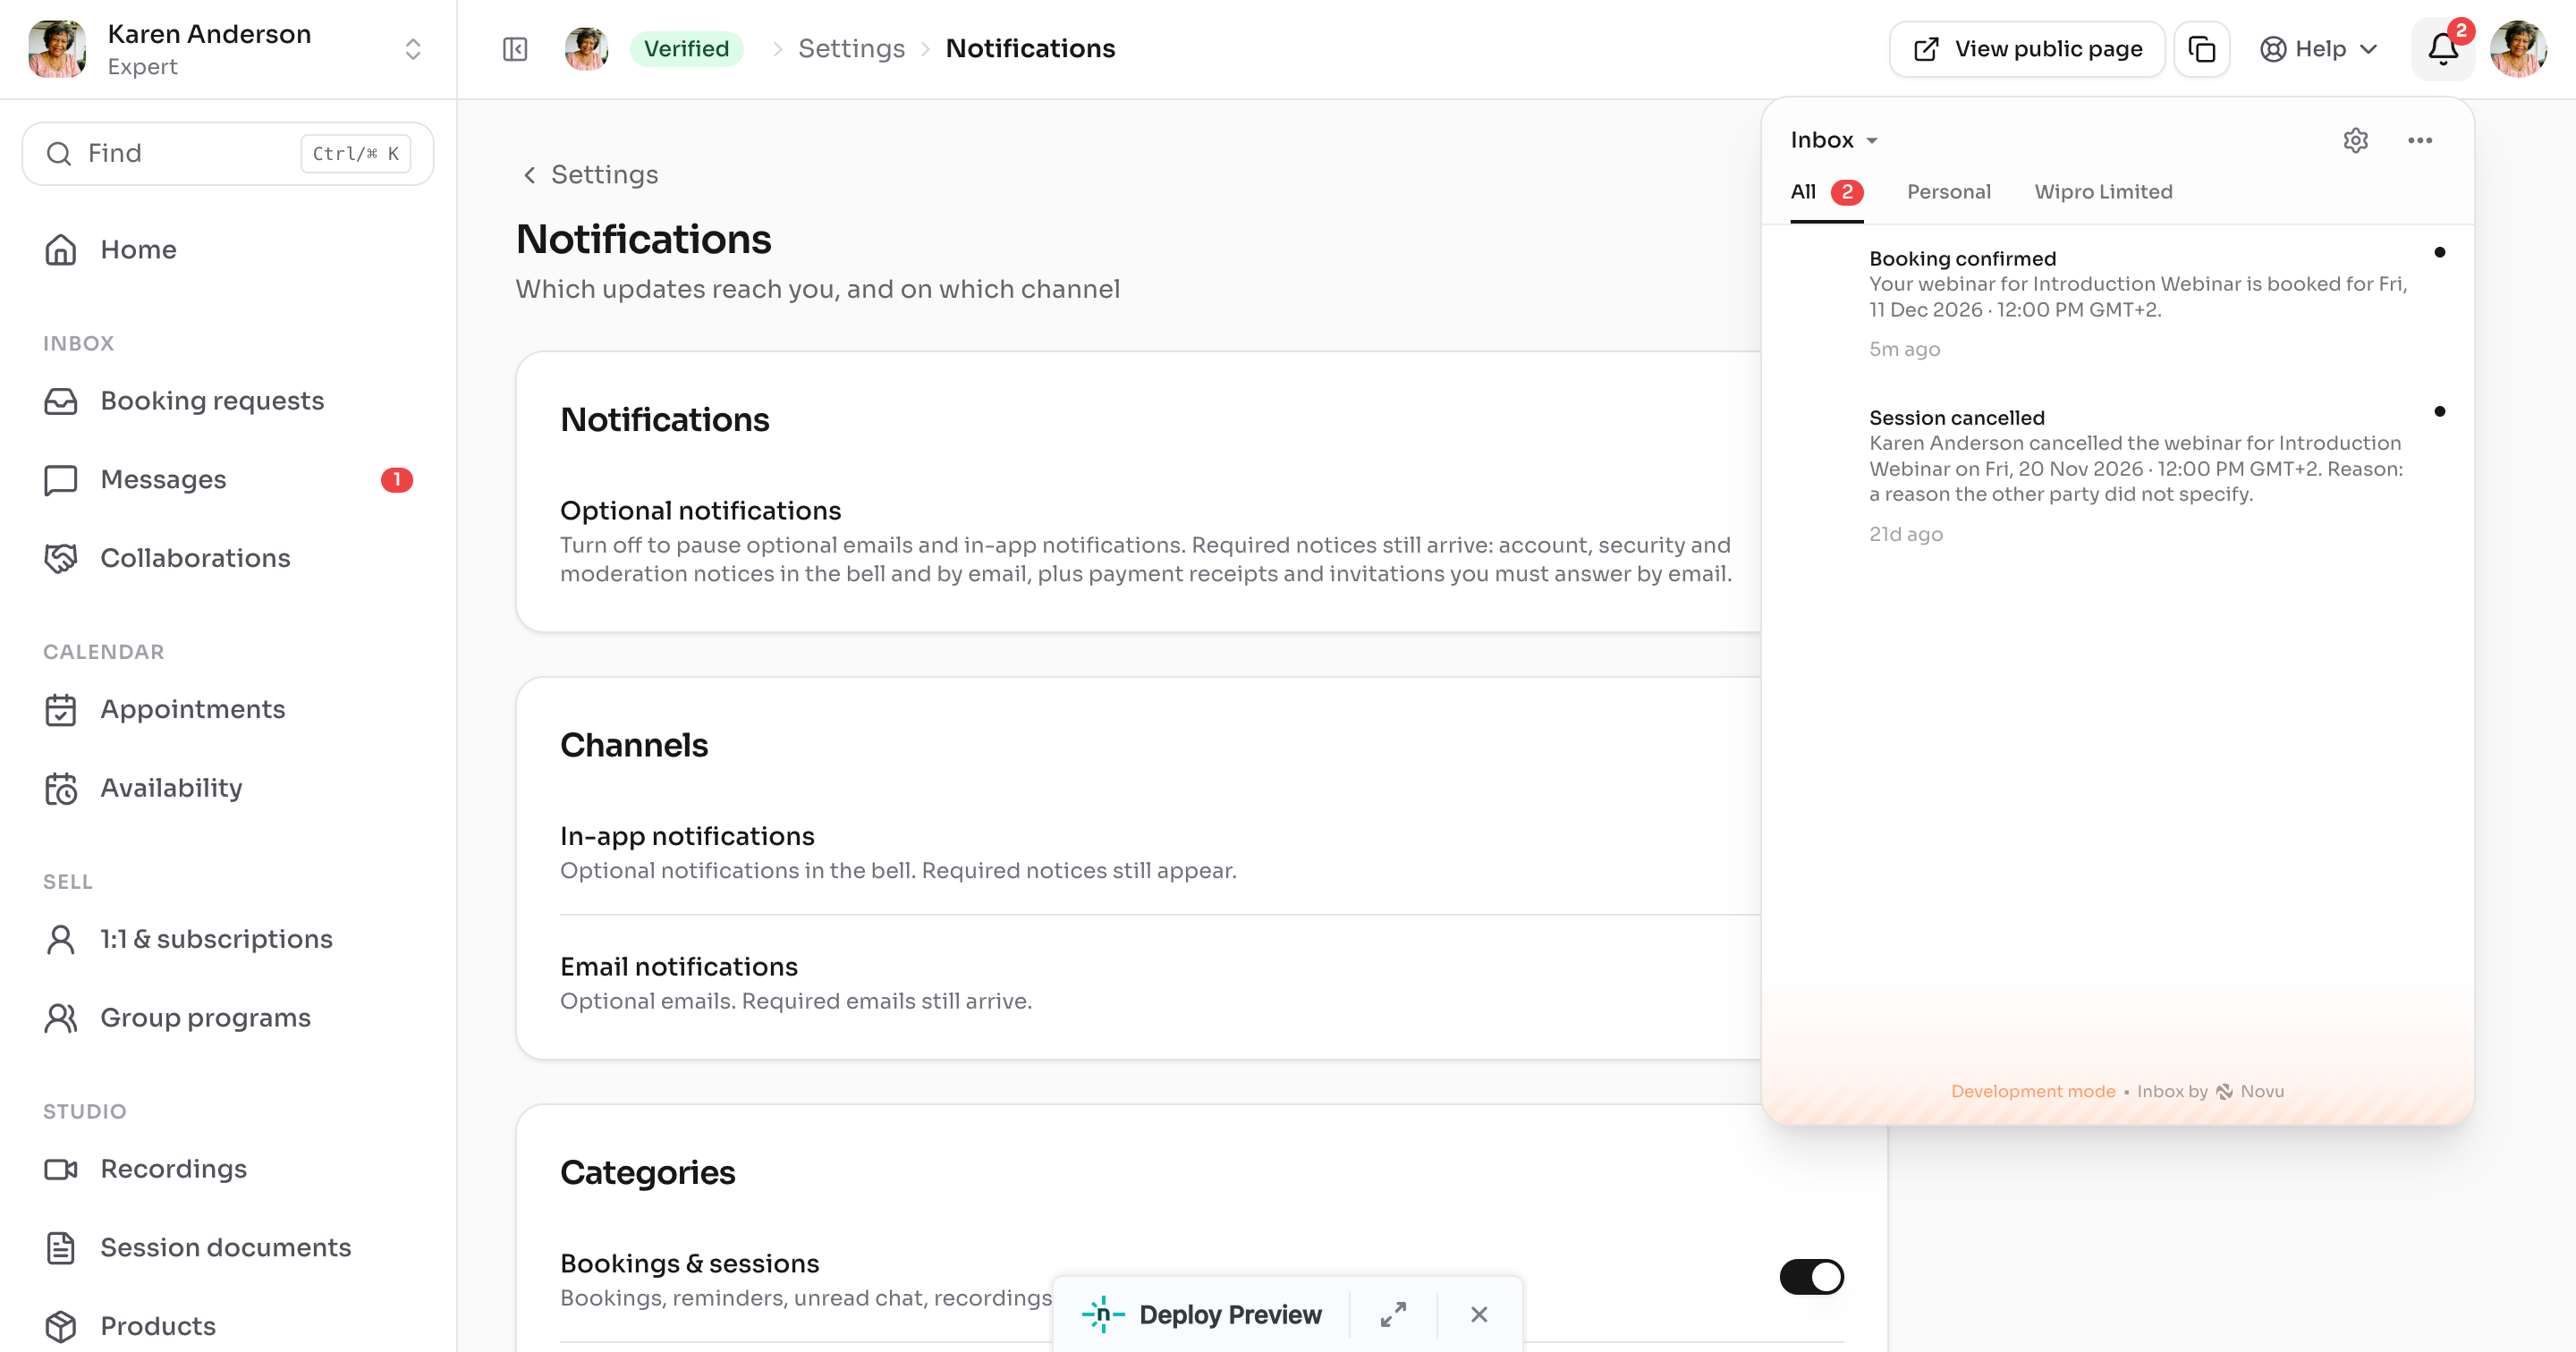 Karen Anderson
Expert
Find
Ctrl/⌘ K
Home
INBOX
Booking requests
Messages
1
Collaborations
CALENDAR
Appointments
Availability
SELL
1:1 & subscriptions
Group programs
STUDIO
Recordings
Session documents
Products
Verified
Settings
Notifications
View public page
Help
2
Settings
Notifications
Which updates reach you, and on which channel
Notifications
Optional notifications
Turn off to pause optional emails and in-app notifications. Required notices still arrive: account, security and
moderation notices in the bell and by email, plus payment receipts and invitations you must answer by email.
Channels
In-app notifications
Optional notifications in the bell. Required notices still appear.
Email notifications
Optional emails. Required emails still arrive.
Categories
Bookings & sessions
Bookings, reminders, unread chat, recordings
Inbox
All 2 Personal Wipro Limited
Booking confirmed
Your webinar for Introduction Webinar is booked for Fri,
11 Dec 2026 · 12:00 PM GMT+2.
5m ago
Session cancelled
Karen Anderson cancelled the webinar for Introduction
Webinar on Fri, 20 Nov 2026 · 12:00 PM GMT+2. Reason:
a reason the other party did not specify.
21d ago
Development mode • Inbox by Novu
Deploy Preview